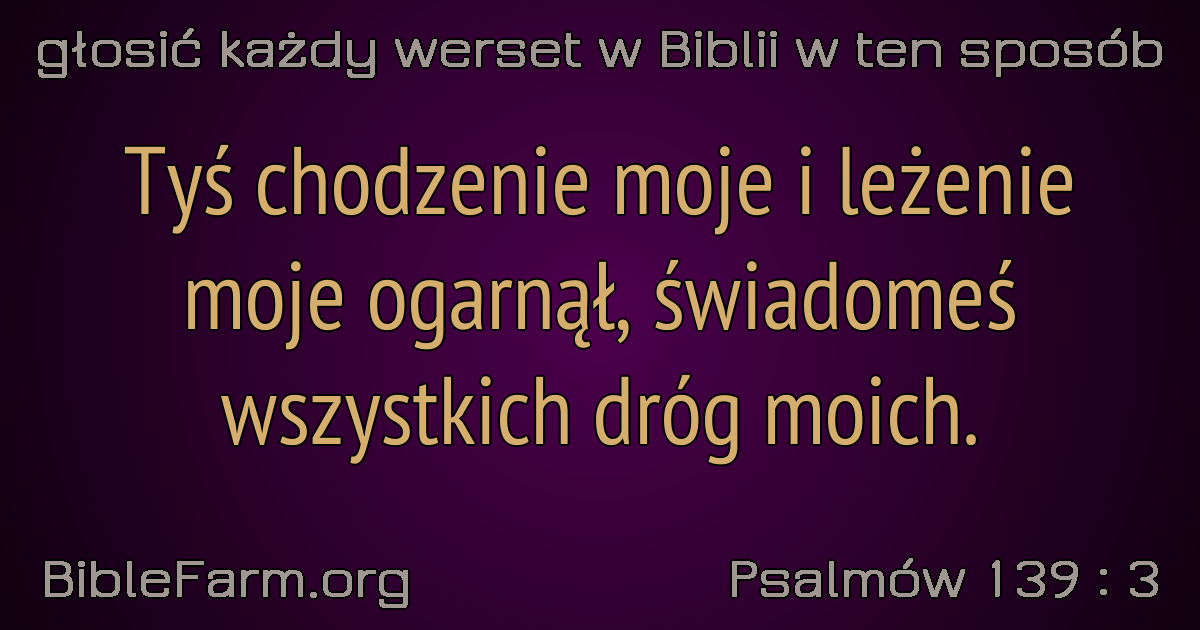 głosić każdy werset w Biblii w ten sposób
Tyś chodzenie moje i leżenie
moje ogarnął, świadomeś
wszystkich dróg moich.
BibleFarm.org
Psalmów 139 : 3